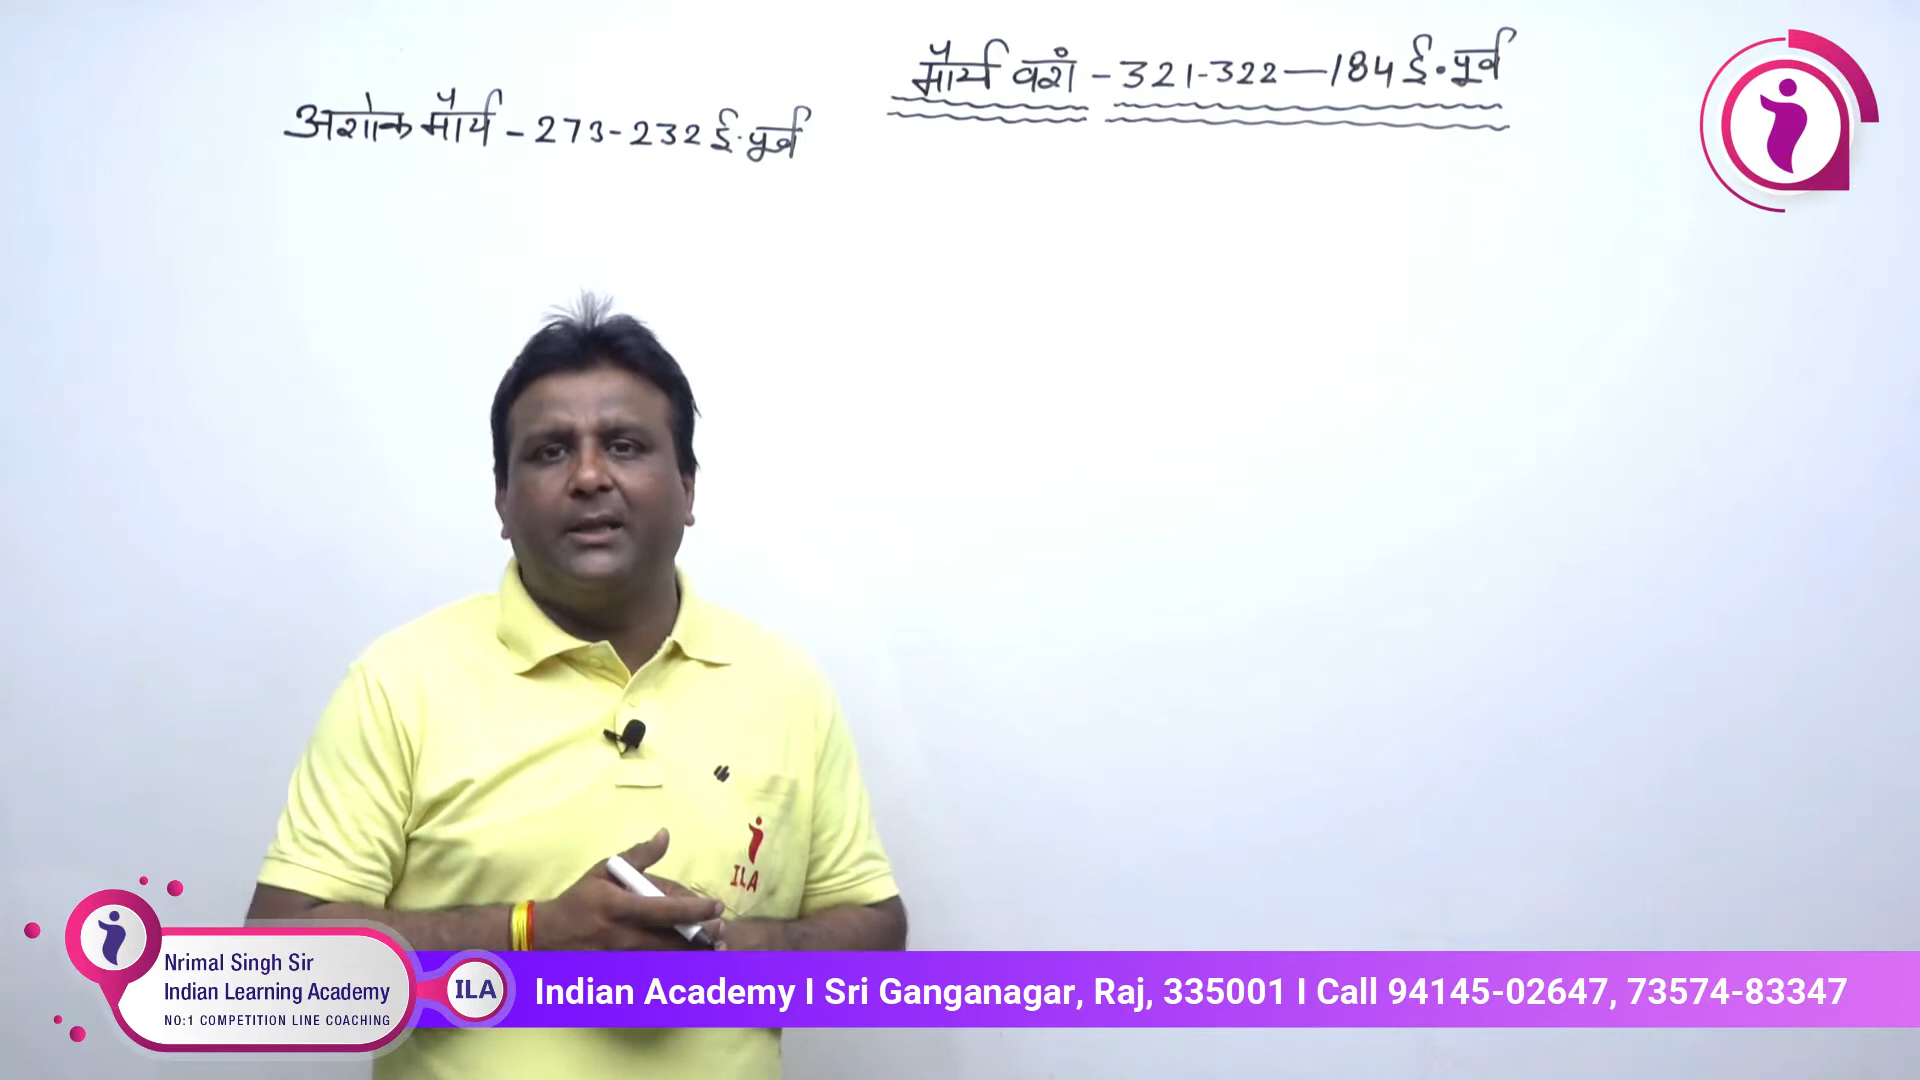 मौर्य वशं - 321-322 - 184 ई.पूर्व
अशोक मौर्य - 273-232 ई.पूर्व
ILA
Nrimal Singh Sir
Indian Learning Academy
NO:1 COMPETITION LINE COACHING
ILA
Indian Academy I Sri Ganganagar, Raj, 335001 I Call 94145-02647, 73574-83347